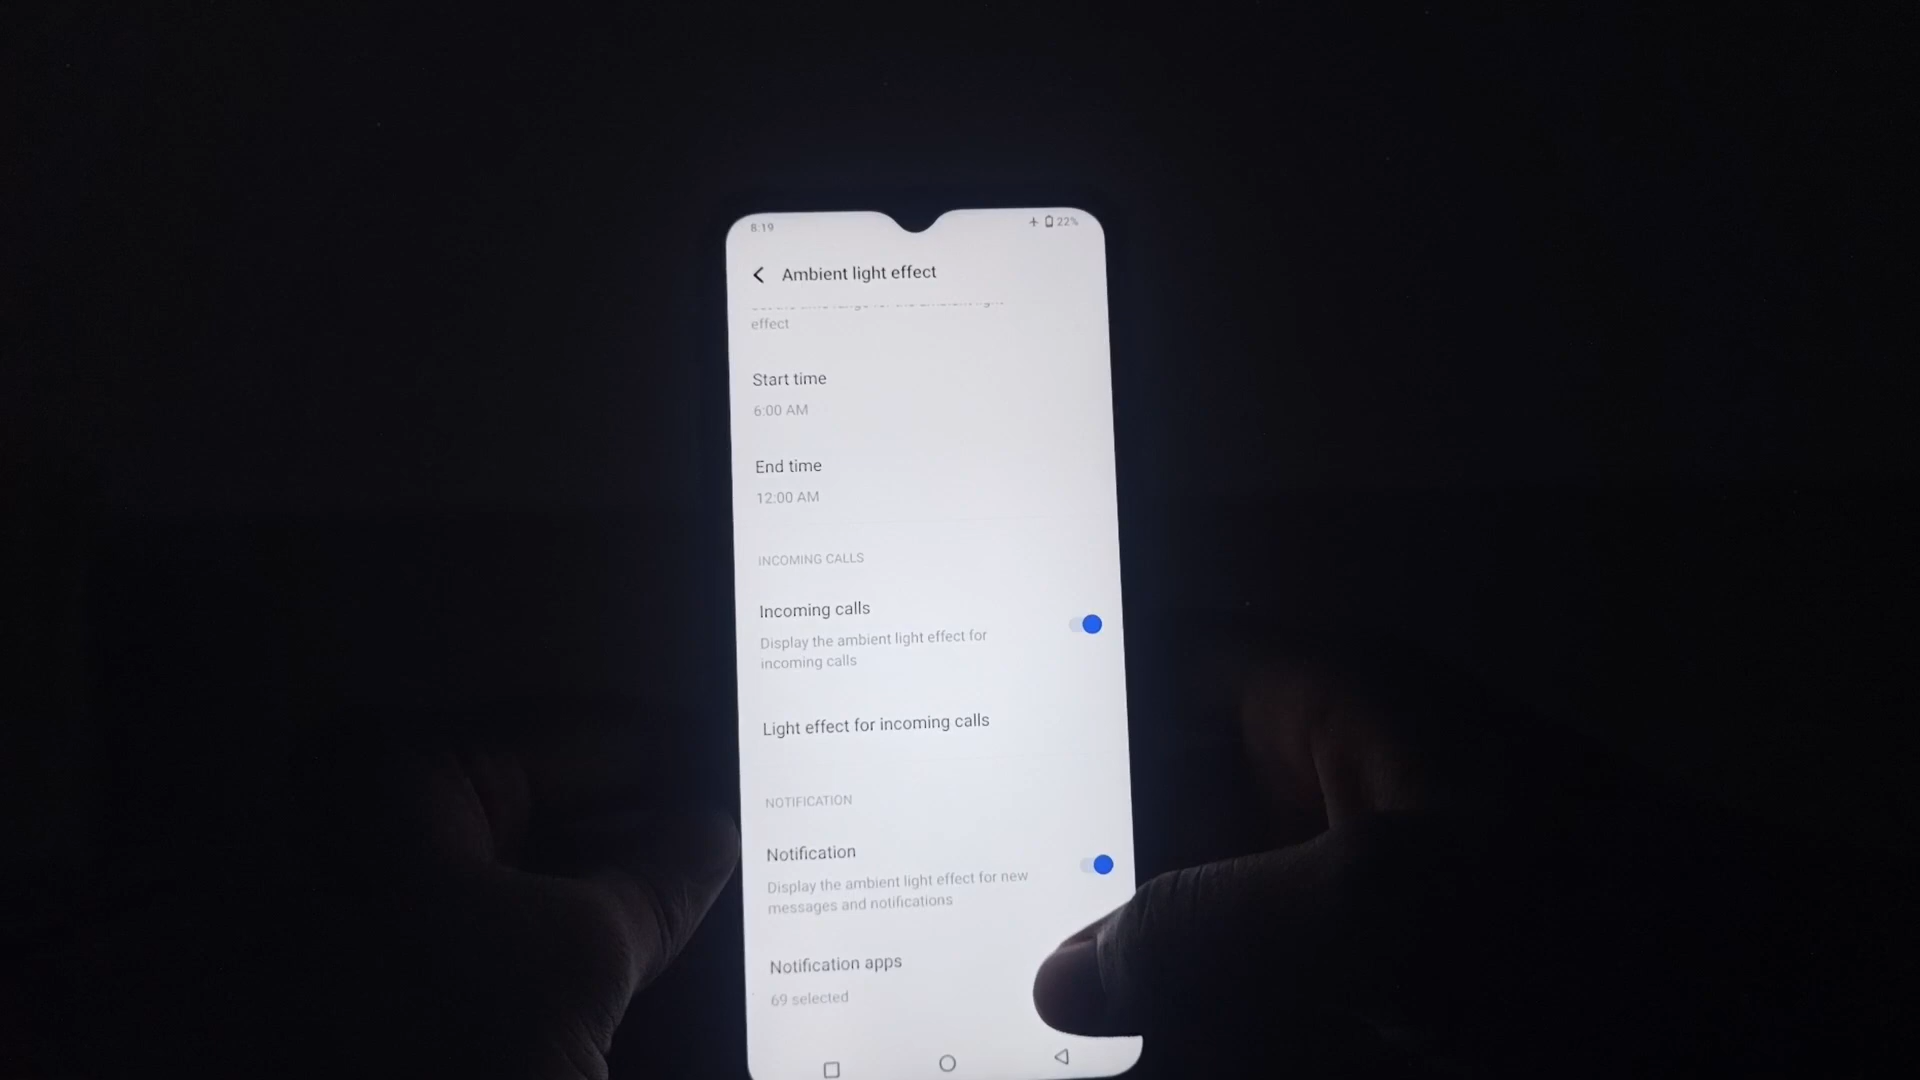 8:19
22%
Ambient light effect
effect
Start time
6:00 AM
End time
12:00 AM
INCOMING CALLS
Incoming calls
Display the ambient light effect for
incoming calls
Light effect for incoming calls
NOTIFICATION
Notification
Display the ambient light effect for new
messages and notifications
Notification apps
69 selected